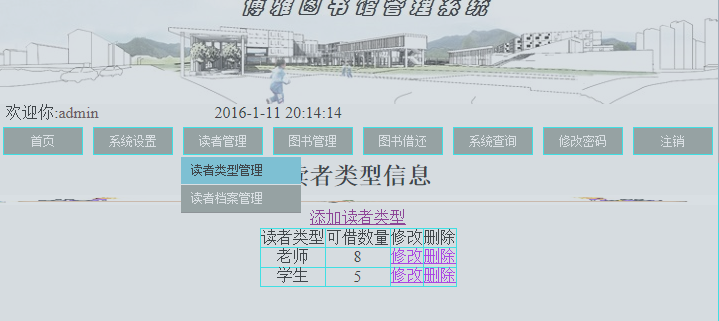 博雅图书馆管理系统
欢迎你:admin 2016-1-11 20:14:14
首页 系统设置 读者管理 图书管理 图书借还 系统查询 修改密码 注销
读者类型管理
读者档案管理
读者类型信息
添加读者类型
读者类型 可借数量 修改 删除
老师 8 修改 删除
学生 5 修改 删除